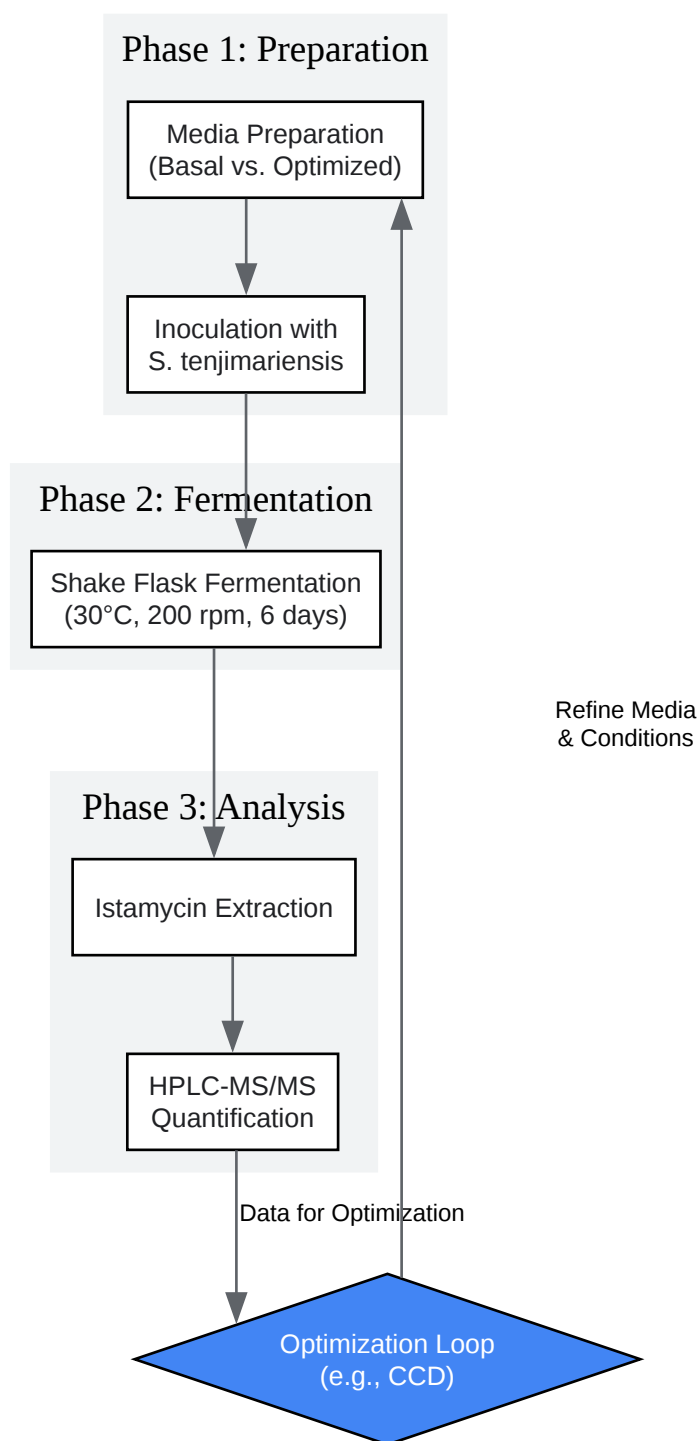 Phase 1: Preparation
Media Preparation
(Basal vs. Optimized)
Inoculation with
S. tenjimariensis
Phase 2: Fermentation
Shake Flask Fermentation
(30°C, 200 rpm, 6 days)
Refine Media
& Conditions
Phase 3: Analysis
Istamycin Extraction
HPLC-MS/MS
Quantification
Data for Optimization
Optimization Loop
(e.g., CCD)